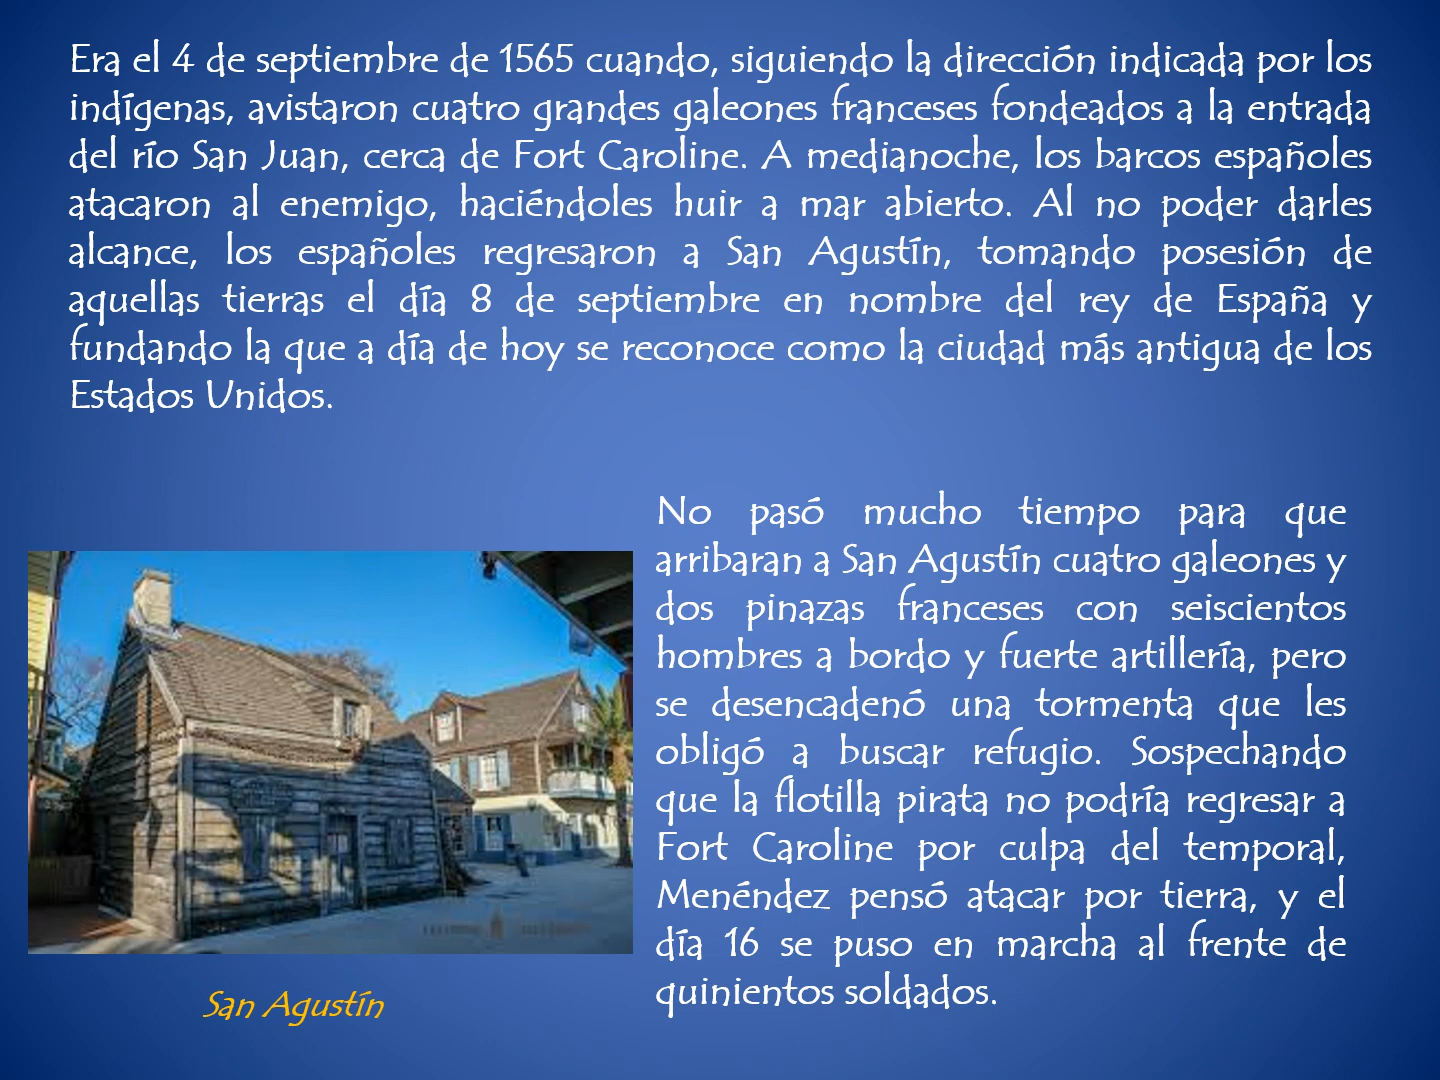 Era el 4 de septiembre de 1565 cuando, siguiendo la dirección indicada por los
indígenas, avistaron cuatro grandes galeones franceses fondeados a la entrada
del río San Juan, cerca de Fort Caroline. A medianoche, los barcos españoles
atacaron al enemigo, haciéndoles huir a mar abierto. Al no poder darles
alcance, los españoles regresaron a San Agustín, tomando posesión de
aquellas tierras el día 8 de septiembre en nombre del rey de España y
fundando la que a día de hoy se reconoce como la ciudad más antigua de los
Estados Unidos.
No pasó mucho tiempo para que
arribaran a San Agustín cuatro galeones y
dos pinazas franceses con seiscientos
hombres a bordo y fuerte artillería, pero
se desencadenó una tormenta que les
obligó a buscar refugio. Sospechando
que la flotilla pirata no podría regresar a
Fort Caroline por culpa del temporal,
Menéndez pensó atacar por tierra, y el
día 16 se puso en marcha al frente de
quinientos soldados.
San Agustín